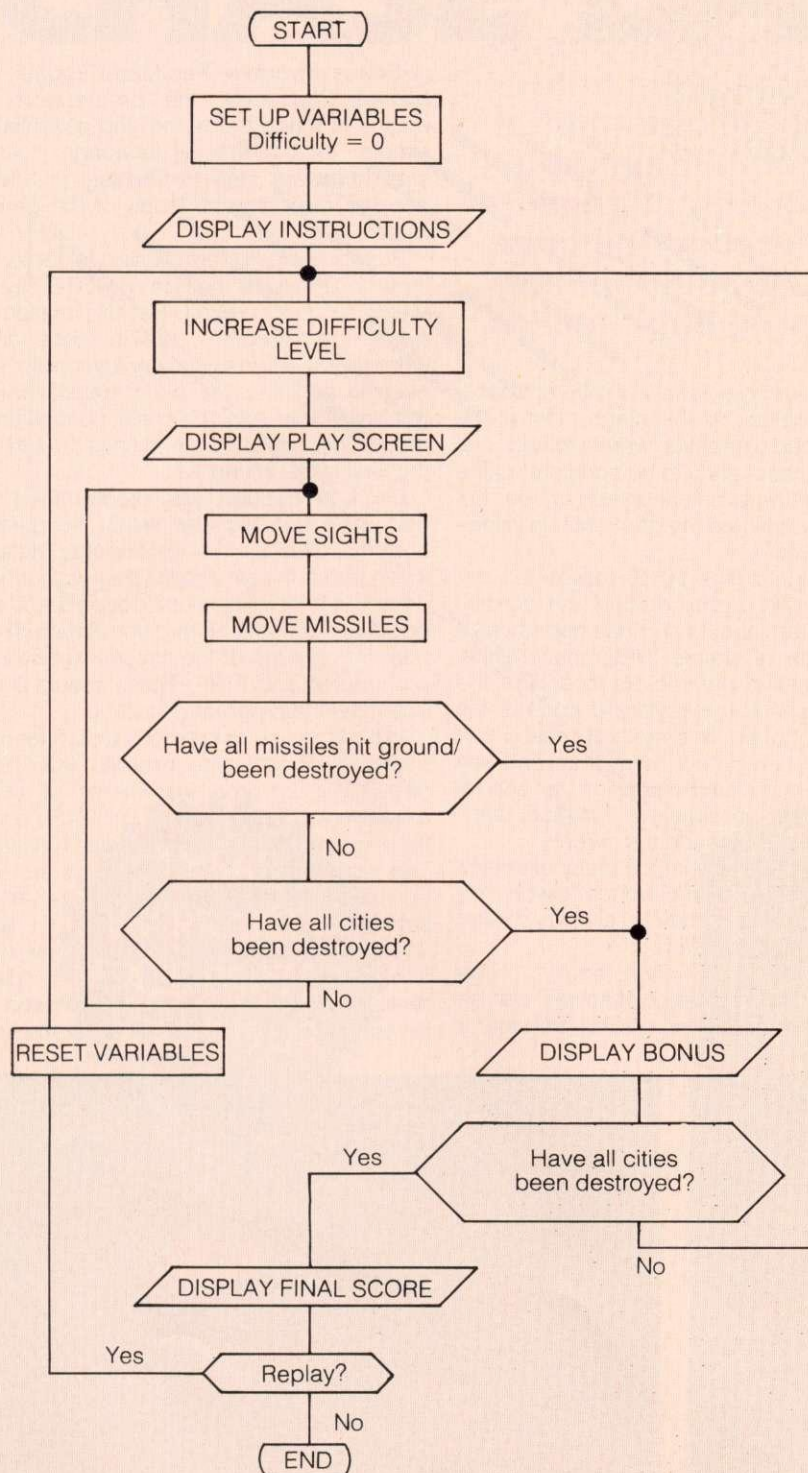 START
SET UP VARIABLES
Difficulty = 0
DISPLAY INSTRUCTIONS
INCREASE DIFFICULTY
LEVEL
DISPLAY PLAY SCREEN
MOVE SIGHTS
MOVE MISSILES
Have all missiles hit ground/
been destroyed?
Yes
No
Have all cities
been destroyed?
Yes
No
RESET VARIABLES
DISPLAY BONUS
Have all cities
been destroyed?
Yes
No
DISPLAY FINAL SCORE
Replay?
Yes
No
END